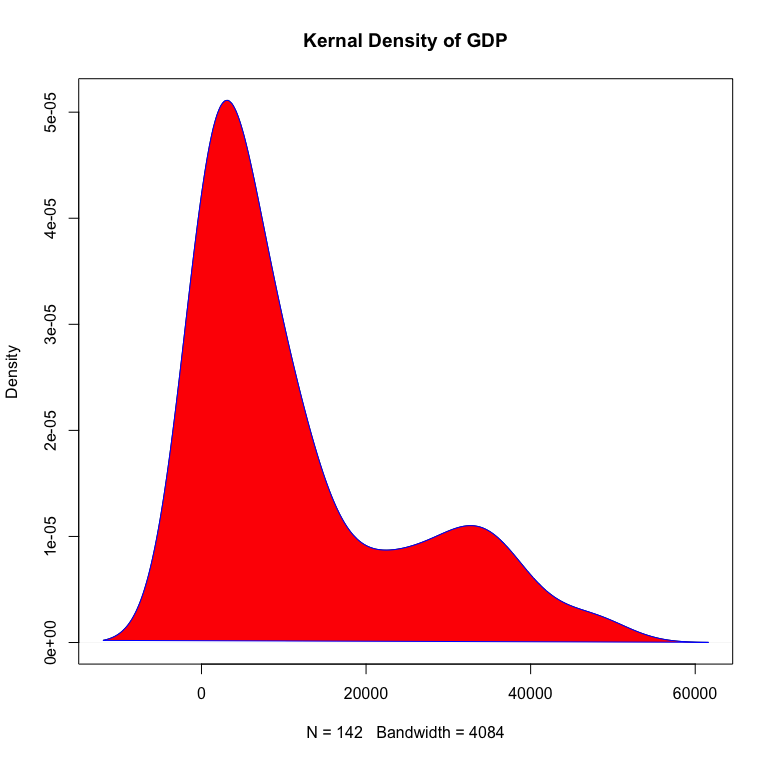 Kernal Density of GDP
Density
5e-05
4e-05
3e-05
2e-05
1e-05
0e+00
0 20000 40000 60000
N = 142 Bandwidth = 4084